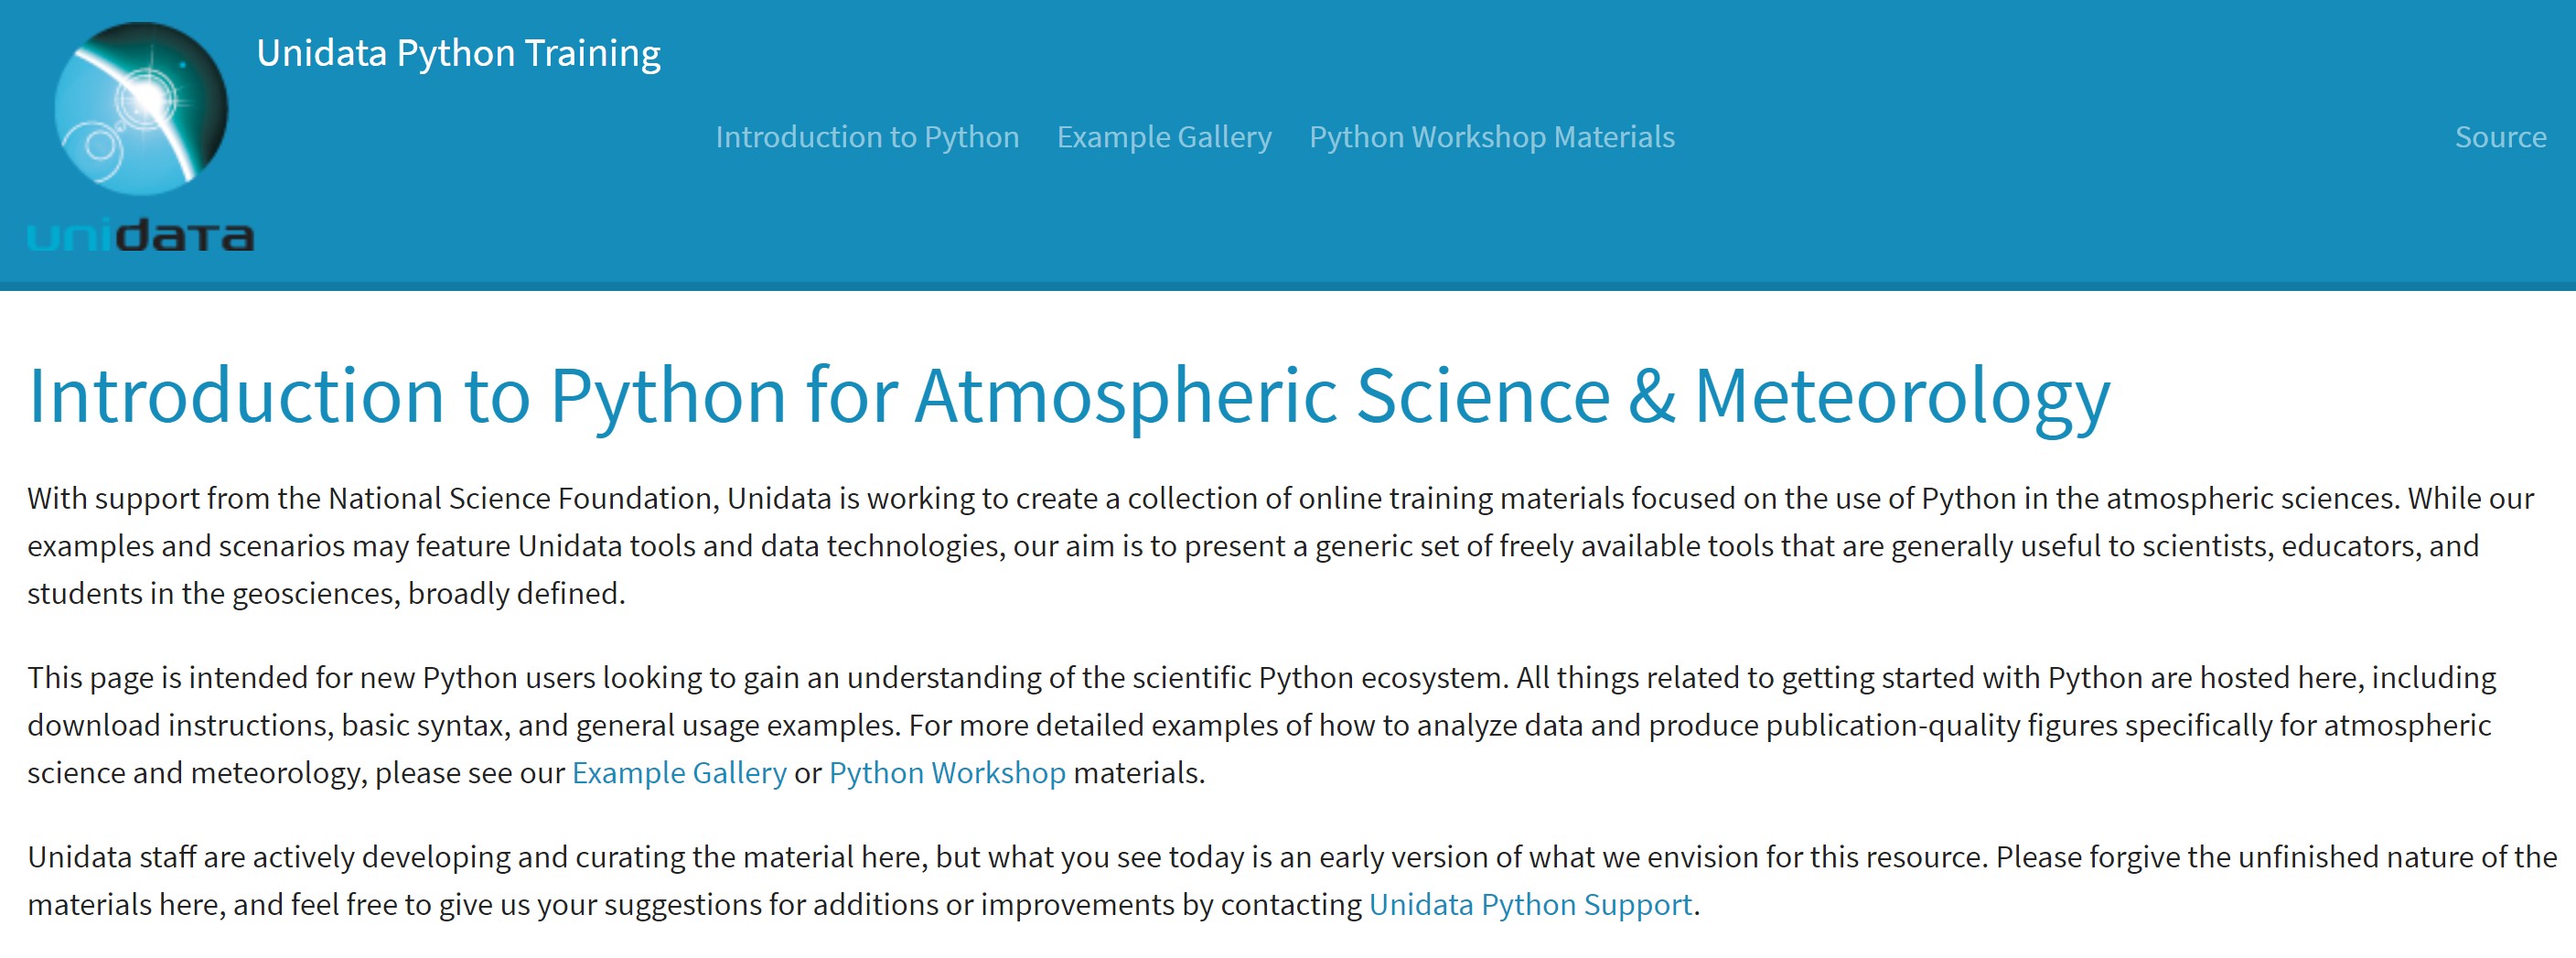 Unidata Python Training
Introduction to Python Example Gallery Python Workshop Materials Source
unidata
Introduction to Python for Atmospheric Science & Meteorology
With support from the National Science Foundation, Unidata is working to create a collection of online training materials focused on the use of Python in the atmospheric sciences. While our
examples and scenarios may feature Unidata tools and data technologies, our aim is to present a generic set of freely available tools that are generally useful to scientists, educators, and
students in the geosciences, broadly defined.
This page is intended for new Python users looking to gain an understanding of the scientific Python ecosystem. All things related to getting started with Python are hosted here, including
download instructions, basic syntax, and general usage examples. For more detailed examples of how to analyze data and produce publication-quality figures specifically for atmospheric
science and meteorology, please see our Example Gallery or Python Workshop materials.
Unidata staff are actively developing and curating the material here, but what you see today is an early version of what we envision for this resource. Please forgive the unfinished nature of the
materials here, and feel free to give us your suggestions for additions or improvements by contacting Unidata Python Support.